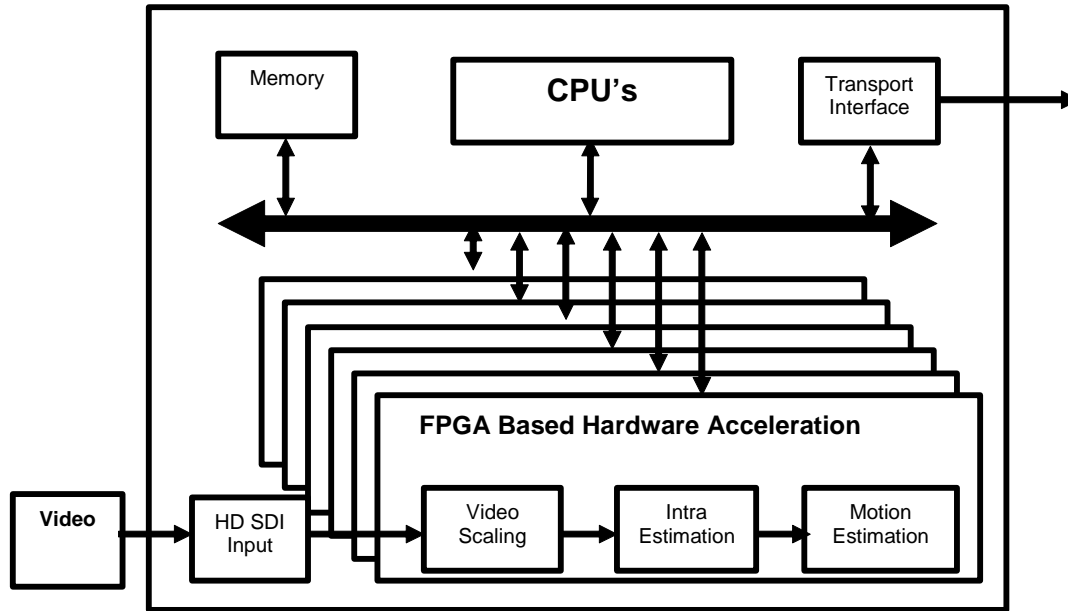 Memory
CPU’s
Transport
Interface
FPGA Based Hardware Acceleration
Video
HD SDI
Input
Video
Scaling
Intra
Estimation
Motion
Estimation